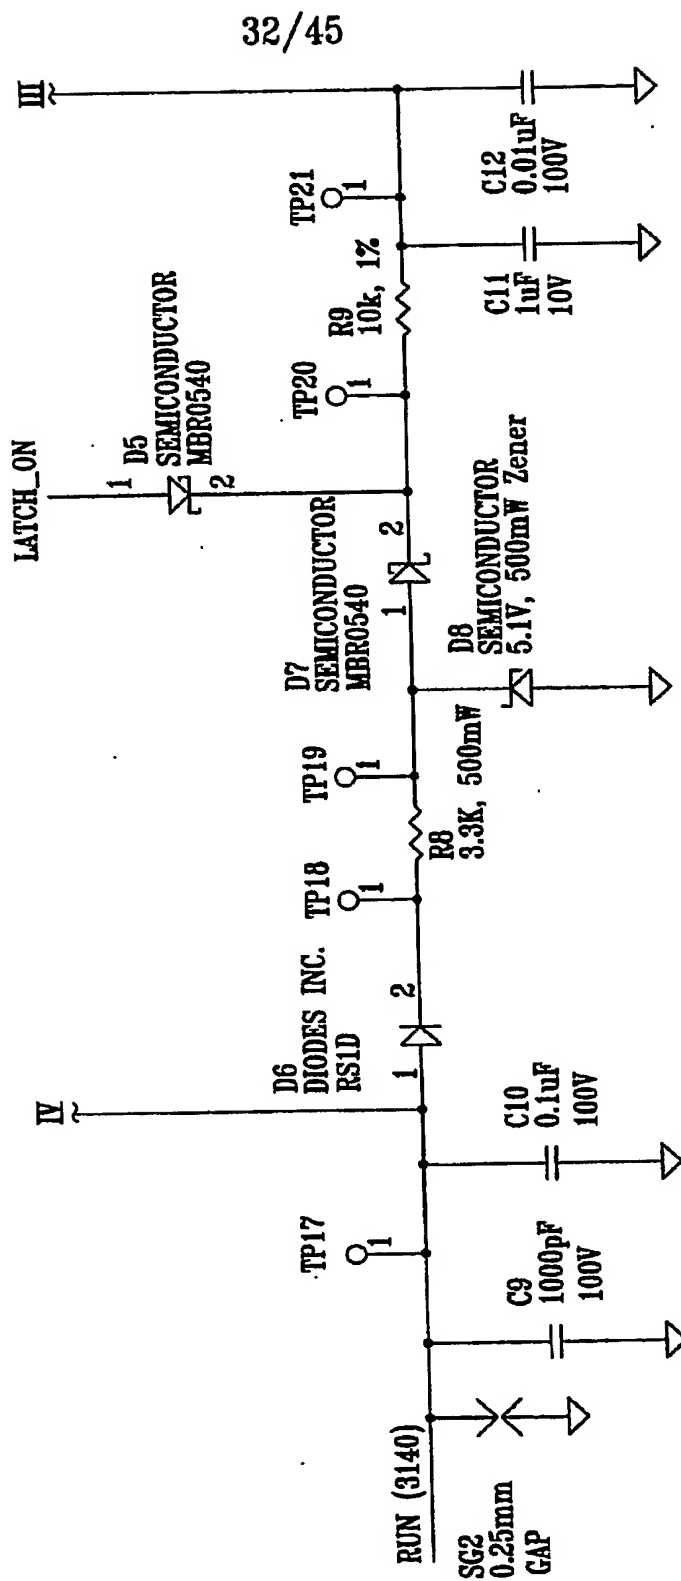 32/45
III
IV
LATCH_ON
1
D5
SEMICONDUCTOR
MBR0540
2
TP17
1
D6
DIODES INC.
RS1D
1
2
TP18
1
TP19
1
D7
SEMICONDUCTOR
MBR0540
1
2
TP20
1
R9
10k, 1%
TP21
1
RUN (3140)
SG2
0.25mm
GAP
C9
1000pF
100V
C10
0.1uF
100V
R8
3.3K, 500mW
D8
SEMICONDUCTOR
5.1V, 500mW Zener
C11
1uF
10V
C12
0.01uF
100V